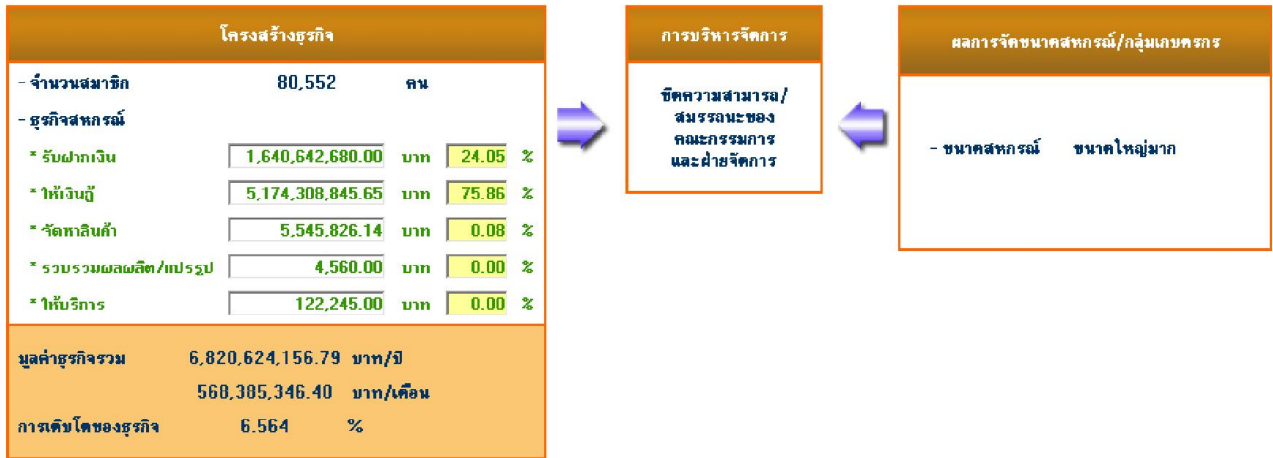 โครงสร้างธุรกิจ
- จำนวนสมาชิก 80,552 คน
- ธุรกิจสหกรณ์
* รับฝากเงิน 1,640,642,680.00 บาท 24.05 %
* ให้เงินกู้ 5,174,308,845.65 บาท 75.86 %
* จัดหาสินค้า 5,545,826.14 บาท 0.08 %
* รวบรวมผลผลิต/แปรรูป 4,560.00 บาท 0.00 %
* ให้บริการ 122,245.00 บาท 0.00 %
มูลค่าธุรกิจรวม 6,820,624,156.79 บาท/ปี
568,385,346.40 บาท/เดือน
การเติบโตของธุรกิจ 6.564 %
การบริหารจัดการ
ขีดความสามารถ/
สมรรถนะของ
คณะกรรมการ
และฝ่ายจัดการ
ผลการจัดขนาดสหกรณ์/กลุ่มเกษตรกร
- ขนาดสหกรณ์ ขนาดใหญ่มาก